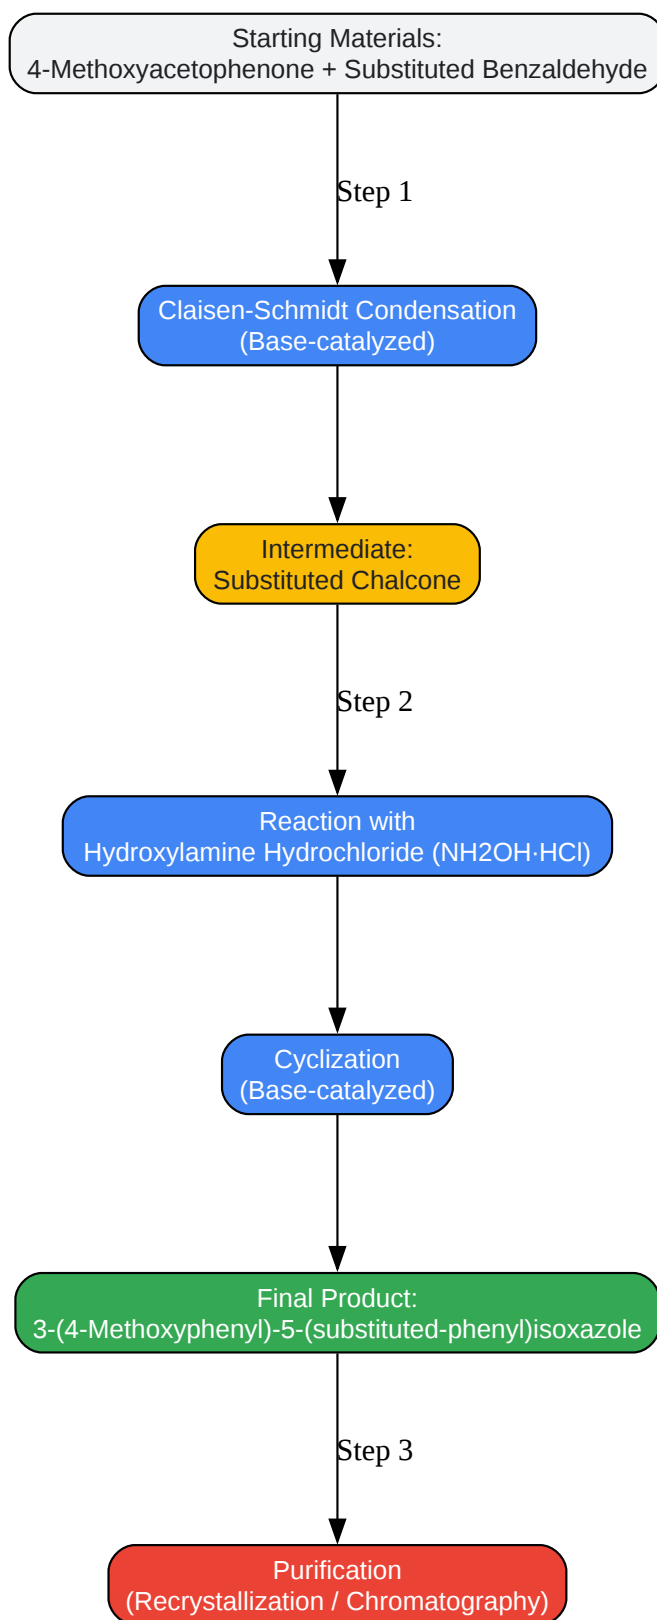 Starting Materials:
4-Methoxyacetophenone + Substituted Benzaldehyde
Step 1
Claisen-Schmidt Condensation
(Base-catalyzed)
Intermediate:
Substituted Chalcone
Step 2
Reaction with
Hydroxylamine Hydrochloride (NH2OH·HCl)
Cyclization
(Base-catalyzed)
Final Product:
3-(4-Methoxyphenyl)-5-(substituted-phenyl)isoxazole
Step 3
Purification
(Recrystallization / Chromatography)